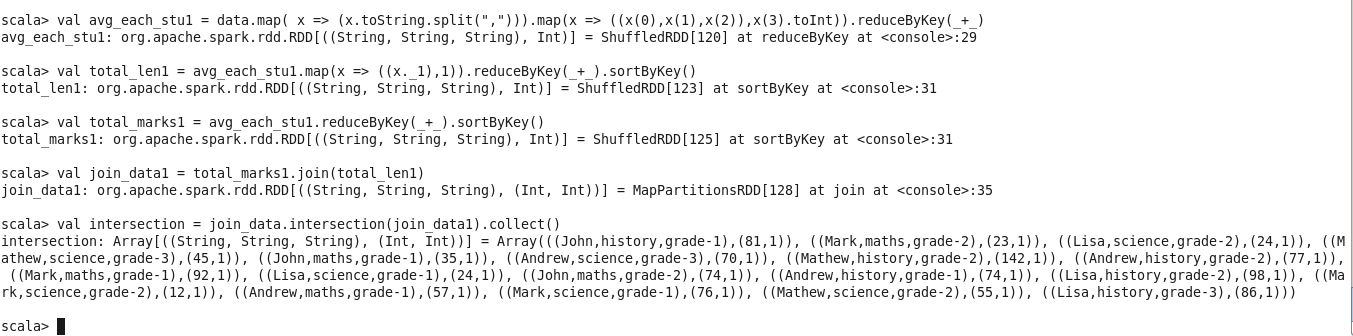 scala> val avg_each_stu1 = data.map( x => (x.toString.split(","))).map(x => ((x(0),x(1),x(2)),x(3).toInt)).reduceByKey(_+_)
avg_each_stu1: org.apache.spark.rdd.RDD[((String, String, String), Int)] = ShuffledRDD[120] at reduceByKey at <console>:29
scala> val total_len1 = avg_each_stu1.map(x => ((x._1),1)).reduceByKey(_+_).sortByKey()
total_len1: org.apache.spark.rdd.RDD[((String, String, String), Int)] = ShuffledRDD[123] at sortByKey at <console>:31
scala> val total_marks1 = avg_each_stu1.reduceByKey(_+_).sortByKey()
total_marks1: org.apache.spark.rdd.RDD[((String, String, String), Int)] = ShuffledRDD[125] at sortByKey at <console>:31
scala> val join_data1 = total_marks1.join(total_len1)
join_data1: org.apache.spark.rdd.RDD[((String, String, String), (Int, Int))] = MapPartitionsRDD[128] at join at <console>:35
scala> val intersection = join_data.intersection(join_data1).collect()
intersection: Array[((String, String, String), (Int, Int))] = Array(((John,history,grade-1),(81,1)), ((Mark,maths,grade-2),(23,1)), ((Lisa,science,grade-2),(24,1)), ((M
athew,science,grade-3),(45,1)), ((John,maths,grade-1),(35,1)), ((Andrew,science,grade-3),(70,1)), ((Mathew,history,grade-2),(142,1)), ((Andrew,history,grade-2),(77,1)),
((Mark,maths,grade-1),(92,1)), ((Lisa,science,grade-1),(24,1)), ((John,maths,grade-2),(74,1)), ((Andrew,history,grade-1),(74,1)), ((Lisa,history,grade-2),(98,1)), ((Ma
rk,science,grade-2),(12,1)), ((Andrew,maths,grade-1),(57,1)), ((Mark,science,grade-1),(76,1)), ((Mathew,science,grade-2),(55,1)), ((Lisa,history,grade-3),(86,1)))
scala>